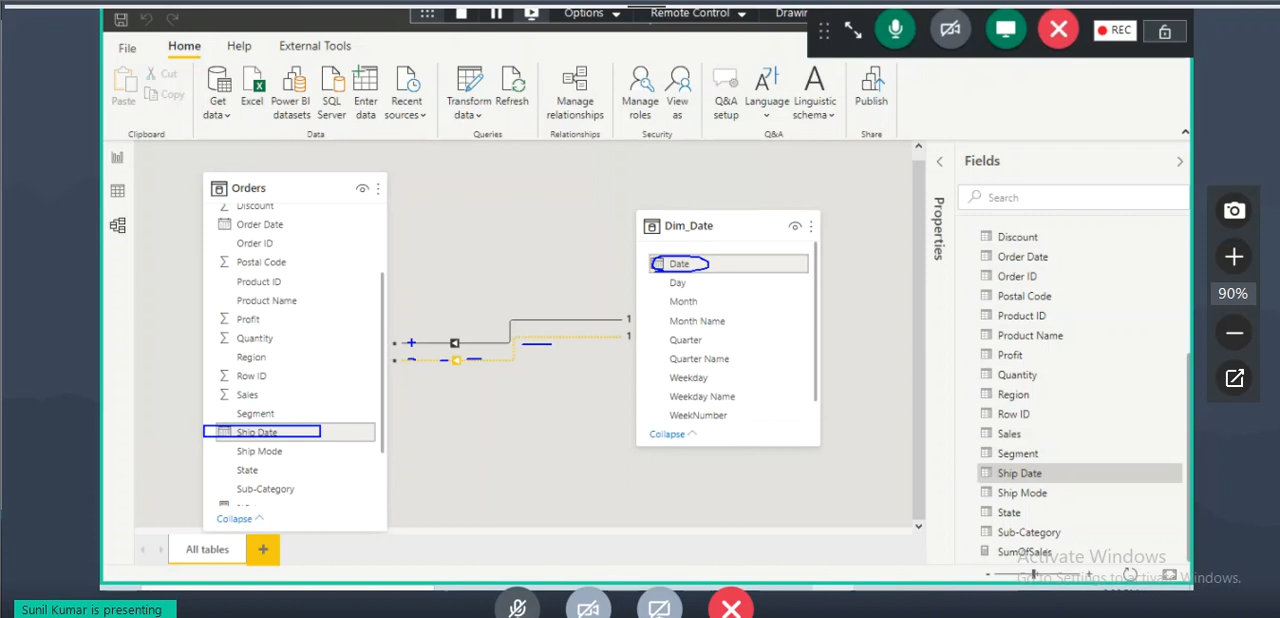 Options
Remote Control
REC
File
Home
Help
External Tools
Paste
Cut
Copy
Get data
Excel
Power BI datasets
SQL Server
Enter data
Recent sources
Transform data
Refresh
Manage relationships
Manage roles
View as
Q&A setup
Language
Linguistic schema
Publish
Clipboard
Data
Queries
Relationships
Security
Q&A
Share
Orders
Discount
Order Date
Order ID
Postal Code
Product ID
Product Name
Profit
Quantity
Region
Row ID
Sales
Segment
Ship Date
Ship Mode
State
Sub-Category
Collapse
1
1
Dim_Date
Date
Day
Month
Month Name
Quarter
Quarter Name
Weekday
Weekday Name
WeekNumber
Collapse
Properties
Fields
Search
Discount
Order Date
Order ID
Postal Code
Product ID
Product Name
Profit
Quantity
Region
Row ID
Sales
Segment
Ship Date
Ship Mode
State
Sub-Category
SumOfSales
90%
All tables
Activate Windows
Go to Settings to activate Windows.
Sunil Kumar is presenting